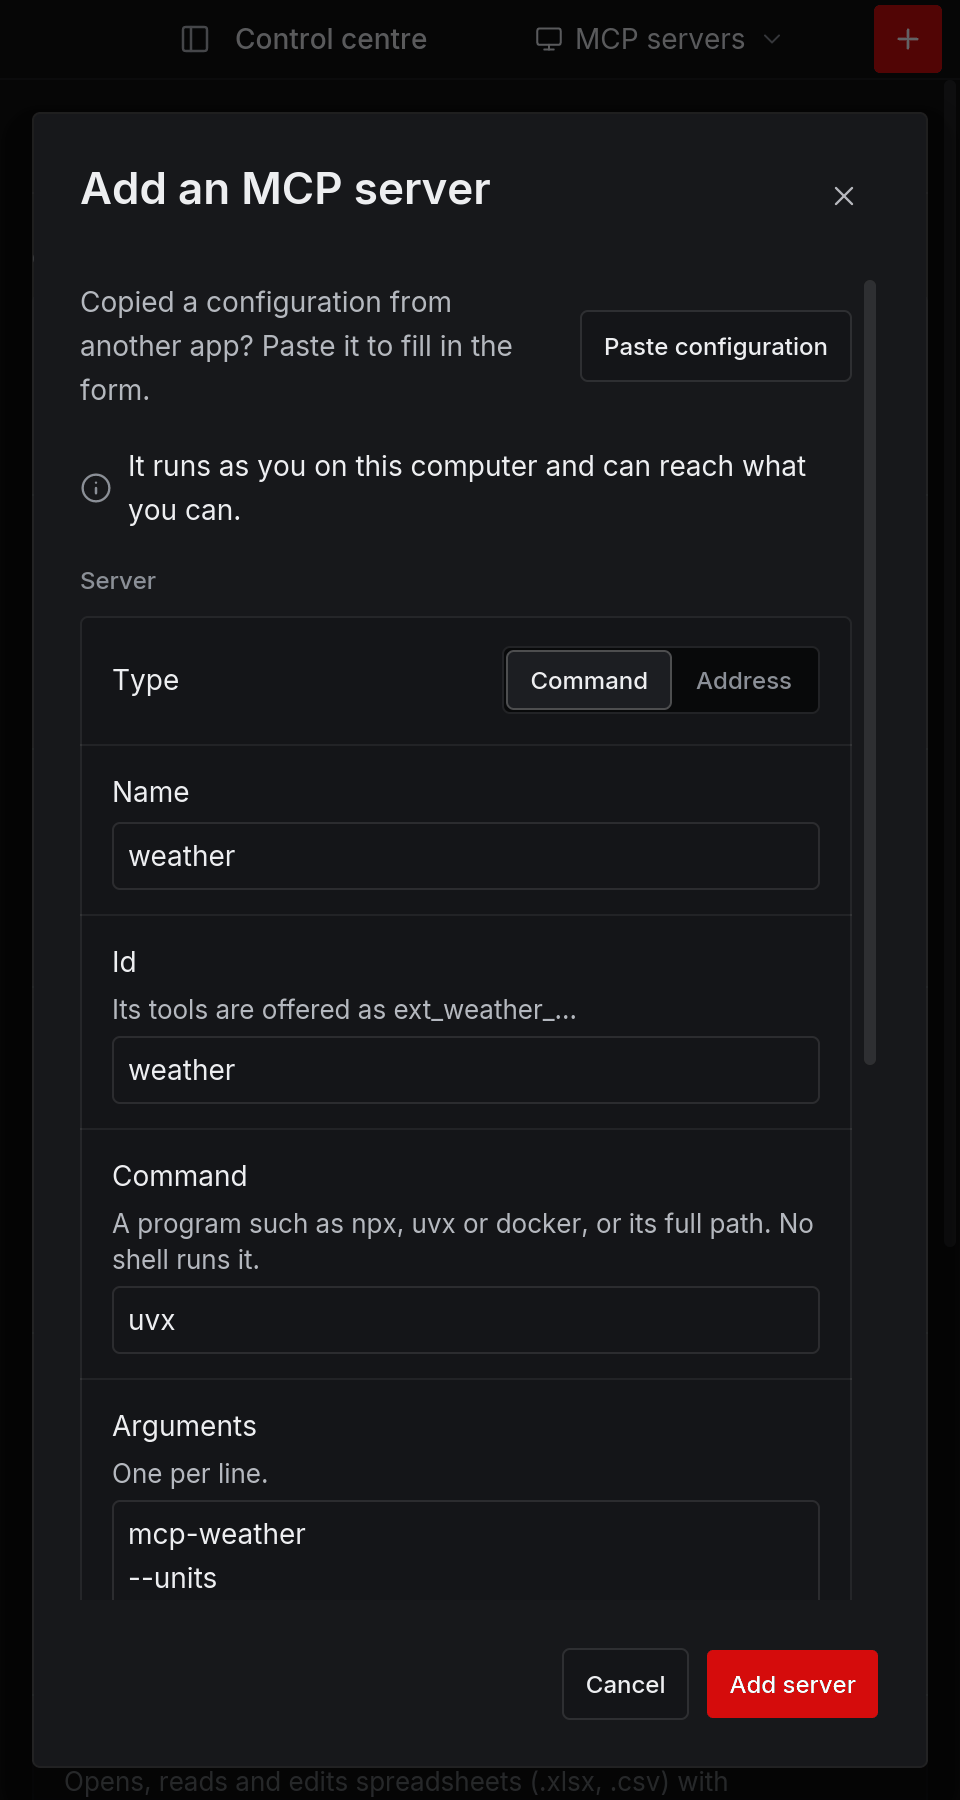 Control centre
MCP servers
Add an MCP server
Copied a configuration from
another app? Paste it to fill in the
form.
Paste configuration
It runs as you on this computer and can reach what
you can.
Server
Type
Command
Address
Name
weather
Id
Its tools are offered as ext_weather_...
weather
Command
A program such as npx, uvx or docker, or its full path. No
shell runs it.
uvx
Arguments
One per line.
mcp-weather
--units
Cancel
Add server
Opens, reads and edits spreadsheets (.xlsx, .csv) with